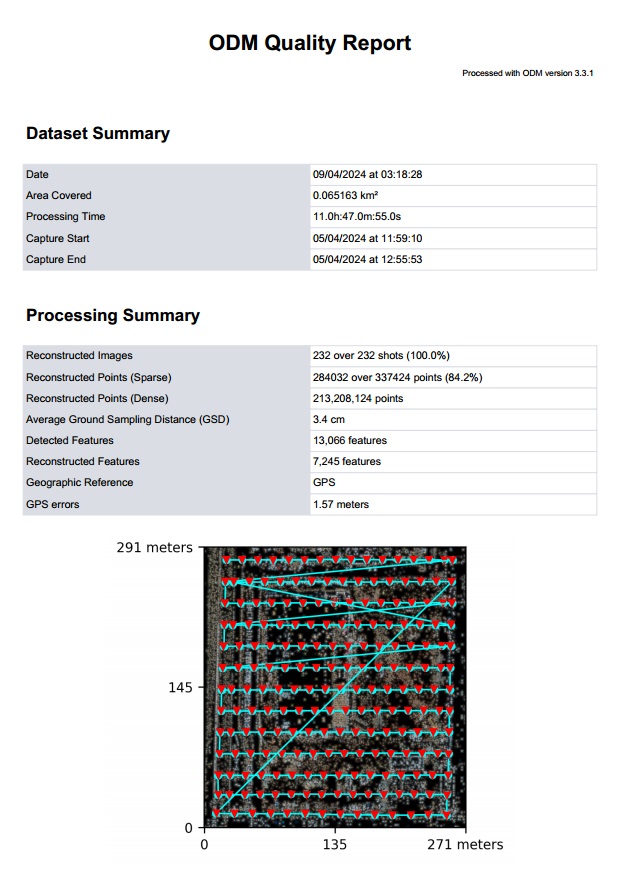 ODM Quality Report
Processed with ODM version 3.3.1
Dataset Summary
Date 09/04/2024 at 03:18:28
Area Covered 0.065163 km²
Processing Time 11.0h:47.0m:55.0s
Capture Start 05/04/2024 at 11:59:10
Capture End 05/04/2024 at 12:55:53
Processing Summary
Reconstructed Images 232 over 232 shots (100.0%)
Reconstructed Points (Sparse) 284032 over 337424 points (84.2%)
Reconstructed Points (Dense) 213,208,124 points
Average Ground Sampling Distance (GSD) 3.4 cm
Detected Features 13,066 features
Reconstructed Features 7,245 features
Geographic Reference GPS
GPS errors 1.57 meters
291 meters
145
0
0 135 271 meters